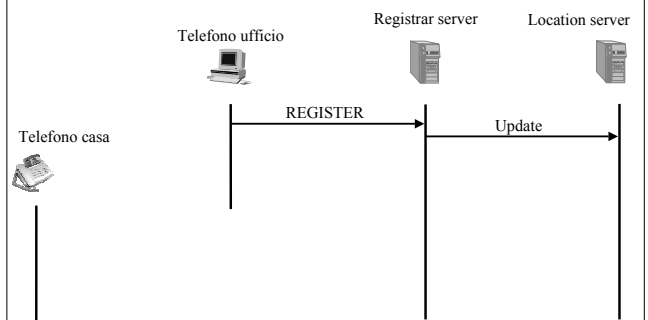 Registrar server
Location server
Telefono ufficio
REGISTER
Update
Telefono casa